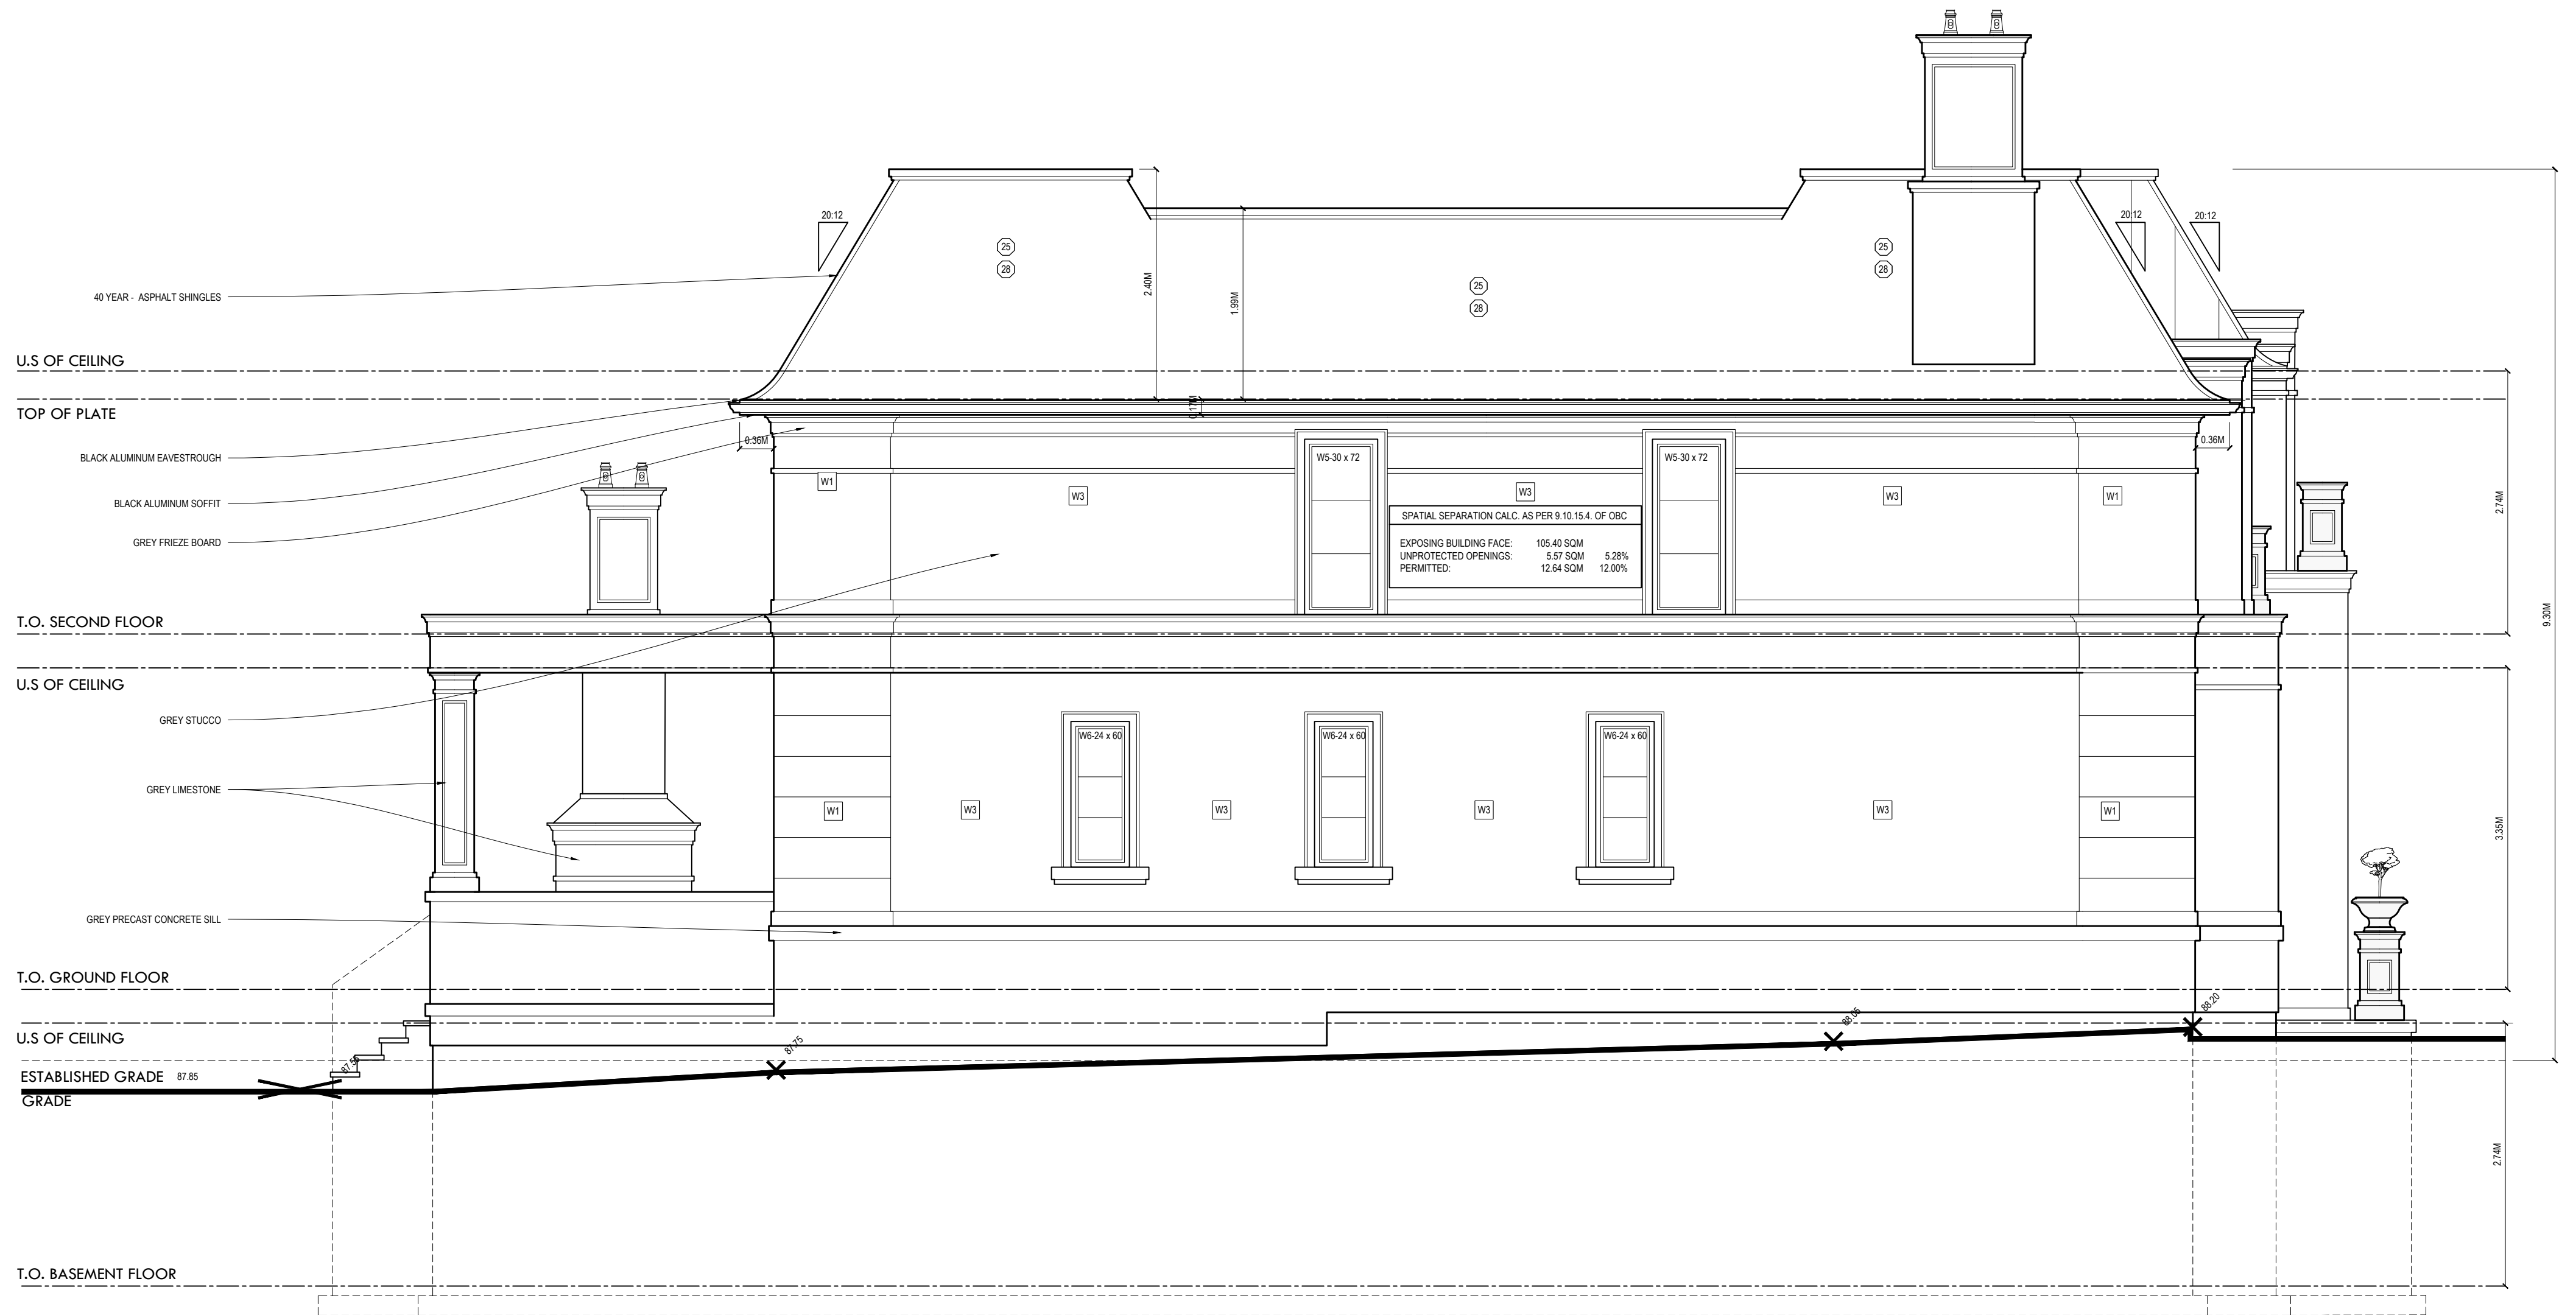 20:12
20:12
20:12
25
28
25
28
25
28
2.40M
1.99M
40 YEAR - ASPHALT SHINGLES
U.S OF CEILING
TOP OF PLATE
0.17M
0.36M
0.36M
BLACK ALUMINUM EAVESTROUGH
W5-30 x 72
W5-30 x 72
W1
W3
W3
W3
W1
BLACK ALUMINUM SOFFIT
2.74M
SPATIAL SEPARATION CALC. AS PER 9.10.15.4. OF OBC
GREY FRIEZE BOARD
EXPOSING BUILDING FACE: 105.40 SQM
UNPROTECTED OPENINGS: 5.57 SQM 5.28%
PERMITTED: 12.64 SQM 12.00%
9.30M
T.O. SECOND FLOOR
U.S OF CEILING
GREY STUCCO
W6-24 x 60
W6-24 x 60
W6-24 x 60
GREY LIMESTONE
W1
W3
W3
W3
W3
W1
3.35M
GREY PRECAST CONCRETE SILL
T.O. GROUND FLOOR
88.20
88.05
U.S OF CEILING
87.75
ESTABLISHED GRADE 87.85
GRADE
2.74M
T.O. BASEMENT FLOOR